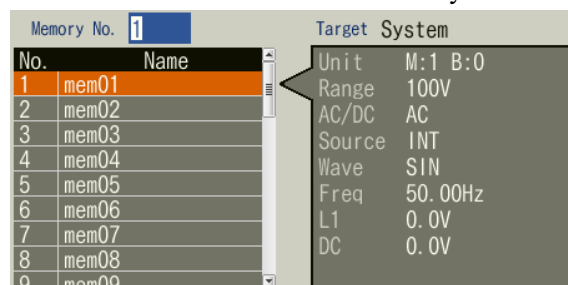 Memory No. 1
Target System
No. Name
1 mem01
2 mem02
3 mem03
4 mem04
5 mem05
6 mem06
7 mem07
8 mem08
9 mem09
Unit M:1 B:0
Range 100V
AC/DC AC
Source INT
Wave SIN
Freq 50.00Hz
L1 0.0V
DC 0.0V